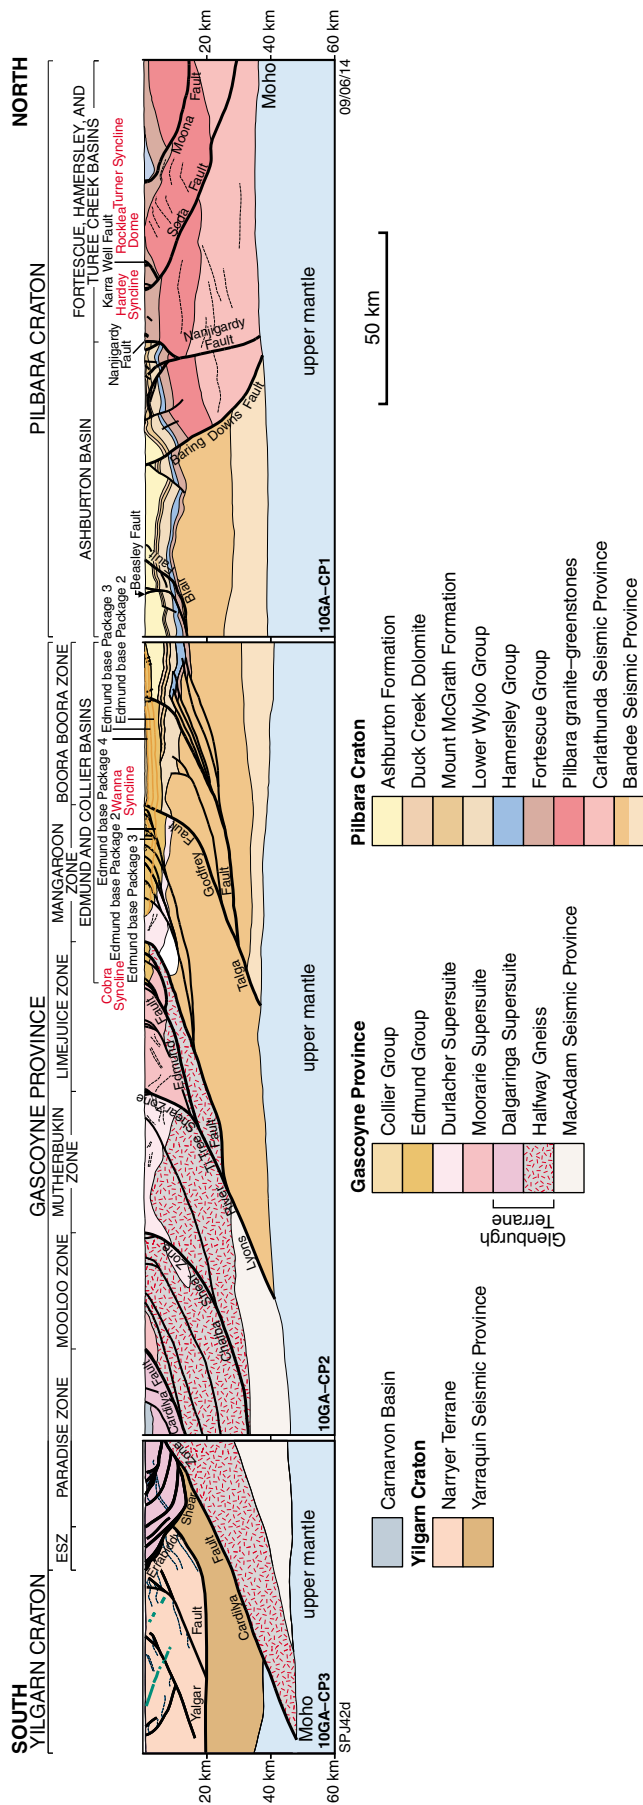 SOUTH
NORTH
YILGARN CRATON
GASCOYNE PROVINCE
PILBARA CRATON
ESZ
PARADISE ZONE
MOOLOO ZONE
MUTHERBUKIN
ZONE
LIMEJUICE ZONE
MANGAROON
ZONE
BOORA BOORA ZONE
EDMUND AND COLLIER BASINS
ASHBURTON BASIN
FORTESCUE, HAMERSLEY, AND
TUREE CREEK BASINS
Cobra
Syncline
Edmund base Package 3
Edmund base Package 2
Edmund base Package 4
Wanna
Syncline
Edmund base Package 2
Edmund base Package 3
Beasley Fault
Nanjigardy
Fault
Hardey
Syncline
Karra Well Fault
Rocklea
Dome
Turner Syncline
20 km
40 km
60 km
20 km
40 km
60 km
Yalgar
Fault
Errabiddy
Shear
Zone
Cardilya
Fault
Cardilya Fault
Chalba
Shear
Zone
Ti Tree Shear Zone
Lyons
River
Fault
Edmund
Fault
Godfrey
Fault
Talga
Fault
Blair
Fault
Baring Downs Fault
Nanjigardy
Fault
Soda
Fault
Moona
Fault
Moho
Moho
upper mantle
upper mantle
upper mantle
10GA–CP3
10GA–CP2
10GA–CP1
SPJ42d
09/06/14
50 km
Carnarvon Basin
Yilgarn Craton
Narryer Terrane
Yarraquin Seismic Province
Gascoyne Province
Collier Group
Edmund Group
Durlacher Supersuite
Moorarie Supersuite
Dalgaringa Supersuite
Halfway Gneiss
MacAdam Seismic Province
Glenburgh
Terrane
Pilbara Craton
Ashburton Formation
Duck Creek Dolomite
Mount McGrath Formation
Lower Wyloo Group
Hamersley Group
Fortescue Group
Pilbara granite–greenstones
Carlathunda Seismic Province
Bandee Seismic Province